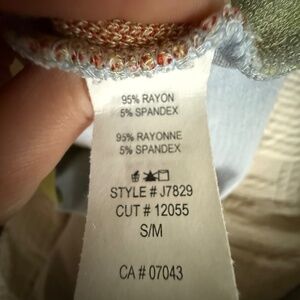 95% RAYON
5% SPANDEX
95% RAYONNE
5% SPANDEX
STYLE # J7829
CUT # 12055
S/M
CA # 07043